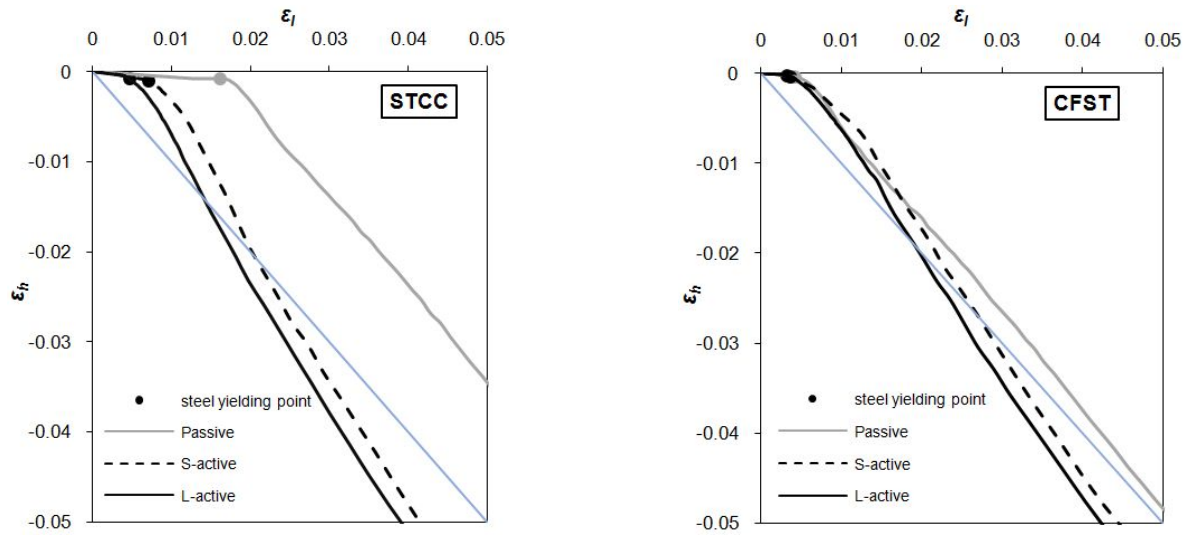 εl
0 0.01 0.02 0.03 0.04 0.05
0
-0.01
-0.02
-0.03
-0.04
-0.05
εh
STCC
steel yielding point
Passive
S-active
L-active
εl
0 0.01 0.02 0.03 0.04 0.05
0
-0.01
-0.02
-0.03
-0.04
-0.05
εh
CFST
steel yielding point
Passive
S-active
L-active